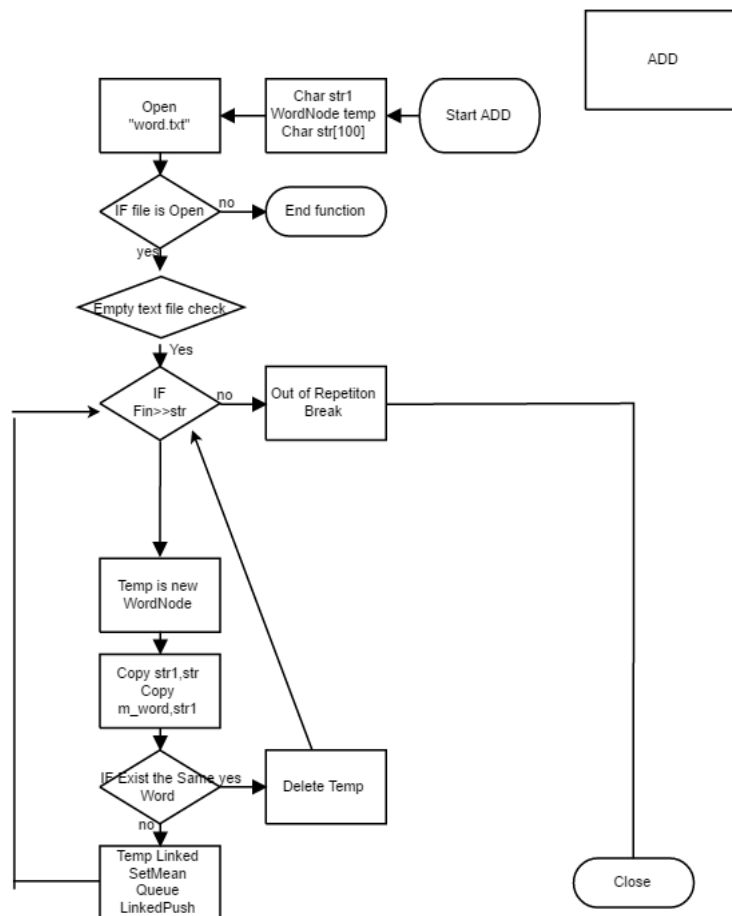 ADD
Start ADD
Char str1
WordNode temp
Char str[100]
Open
"word.txt"
IF file is Open
no
End function
yes
Empty text file check
Yes
IF
Fin>>str
no
Out of Repetiton
Break
Temp is new
WordNode
Copy str1,str
Copy
m_word,str1
IF Exist the Same
Word
yes
Delete Temp
no
Temp Linked
SetMean
Queue
LinkedPush
Close